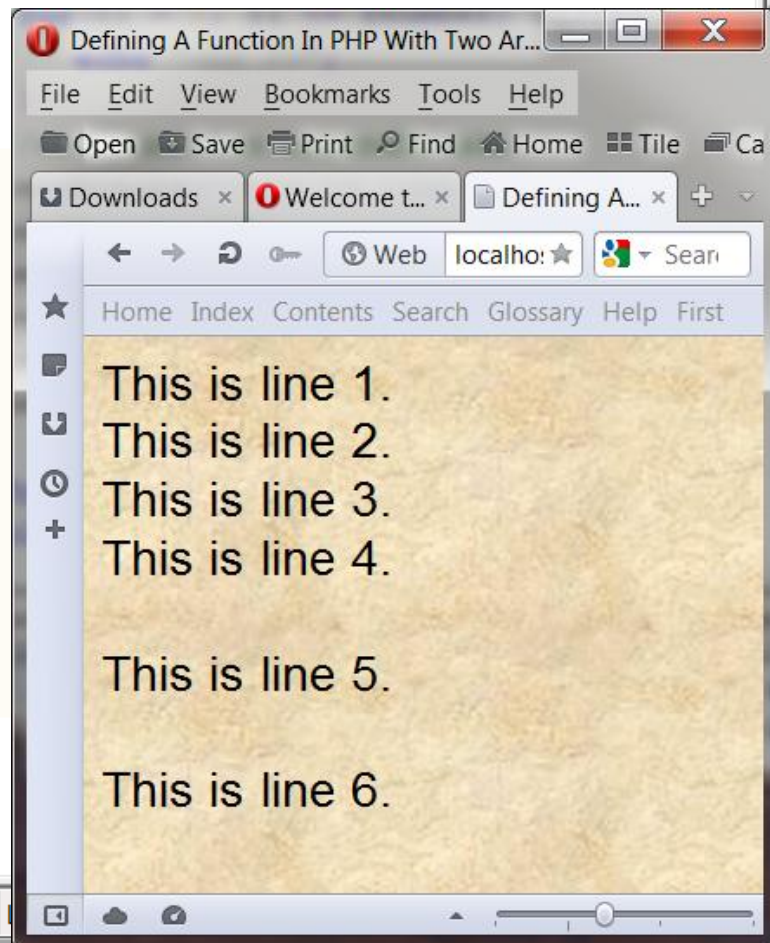 Defining A Function In PHP With Two Ar...
File Edit View Bookmarks Tools Help
Open Save Print Find Home Tile Ca
Downloads Welcome t... Defining A...
Web localho Sear
Home Index Contents Search Glossary Help First
This is line 1.
This is line 2.
This is line 3.
This is line 4.
This is line 5.
This is line 6.